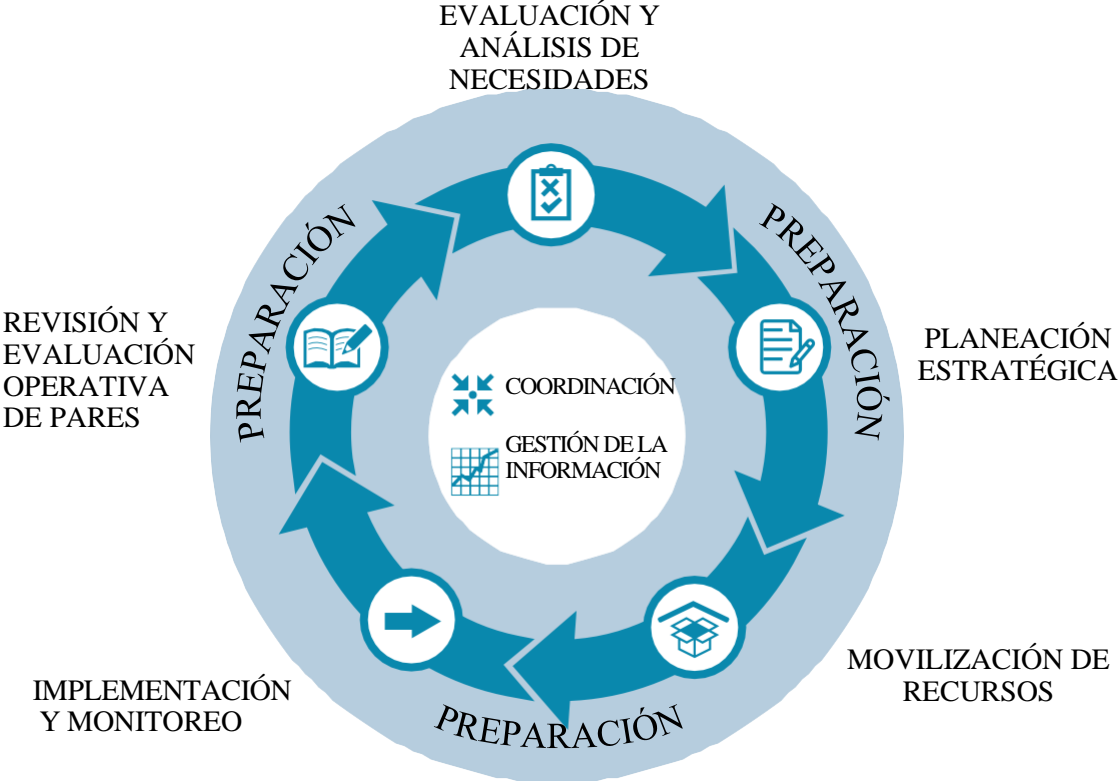 EVALUACIÓN Y
ANÁLISIS DE
NECESIDADES
PREPARACIÓN
PREPARACIÓN
REVISIÓN Y
EVALUACIÓN
OPERATIVA
DE PARES
PLANEACIÓN
ESTRATÉGICA
COORDINACIÓN
GESTIÓN DE LA
INFORMACIÓN
MOVILIZACIÓN DE
RECURSOS
IMPLEMENTACIÓN
Y MONITOREO
PREPARACIÓN